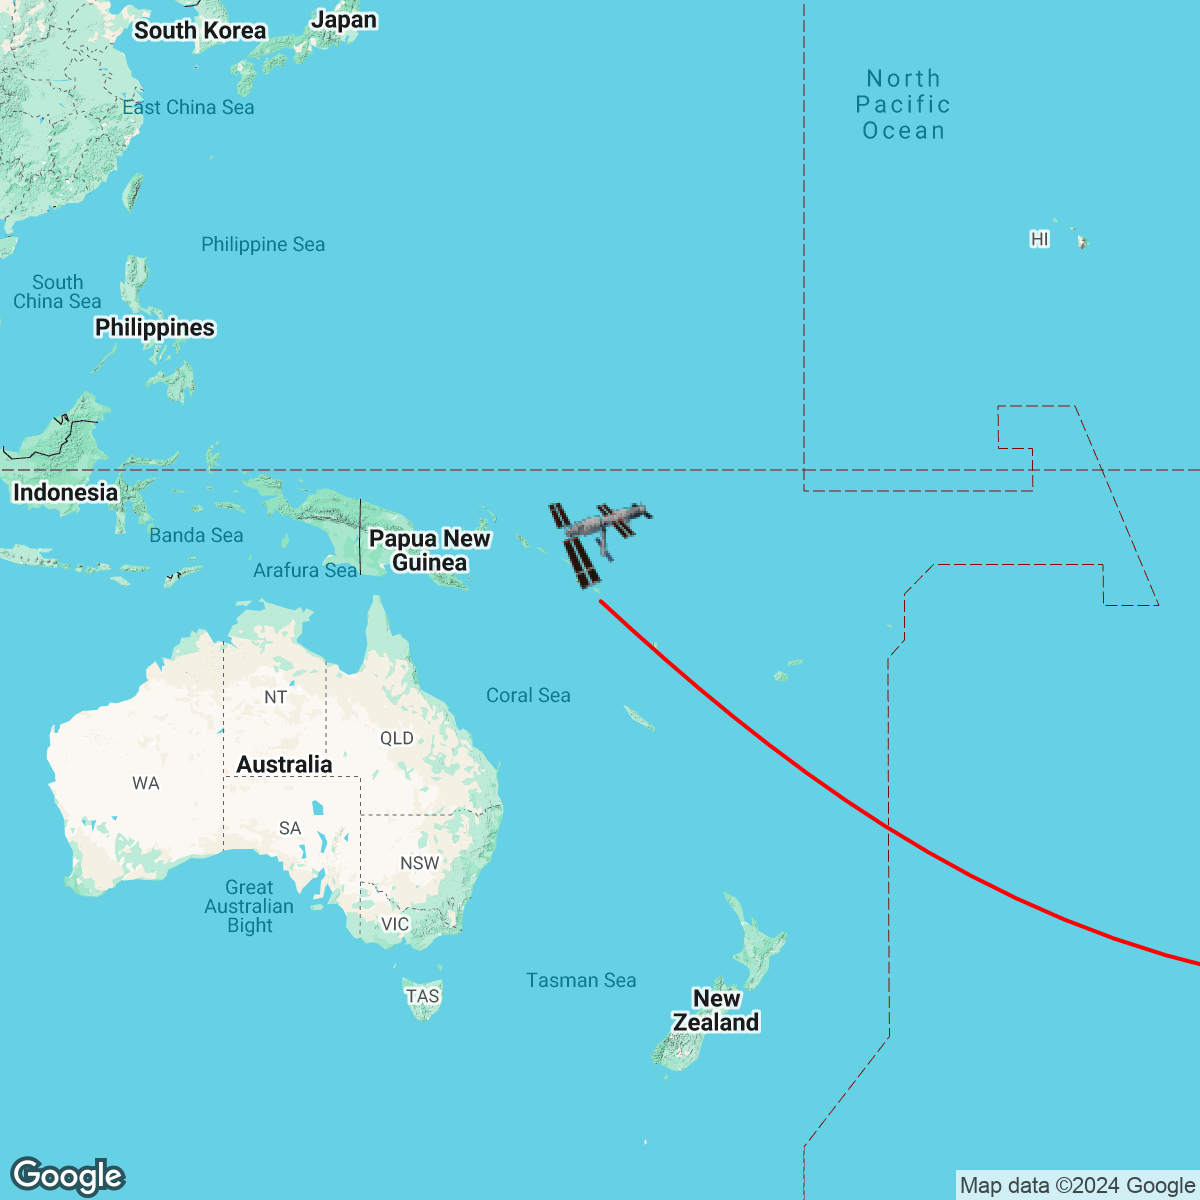 Japan
South Korea
North
Pacific
Ocean
East China Sea
HI
Philippine Sea
South
China Sea
Philippines
Indonesia
Banda Sea
Papua New
Guinea
Arafura Sea
NT
Coral Sea
QLD
Australia
WA
SA
NSW
Great
Australian
Bight
VIC
Tasman Sea
TAS
New
Zealand
Google
Map data ©2024 Google